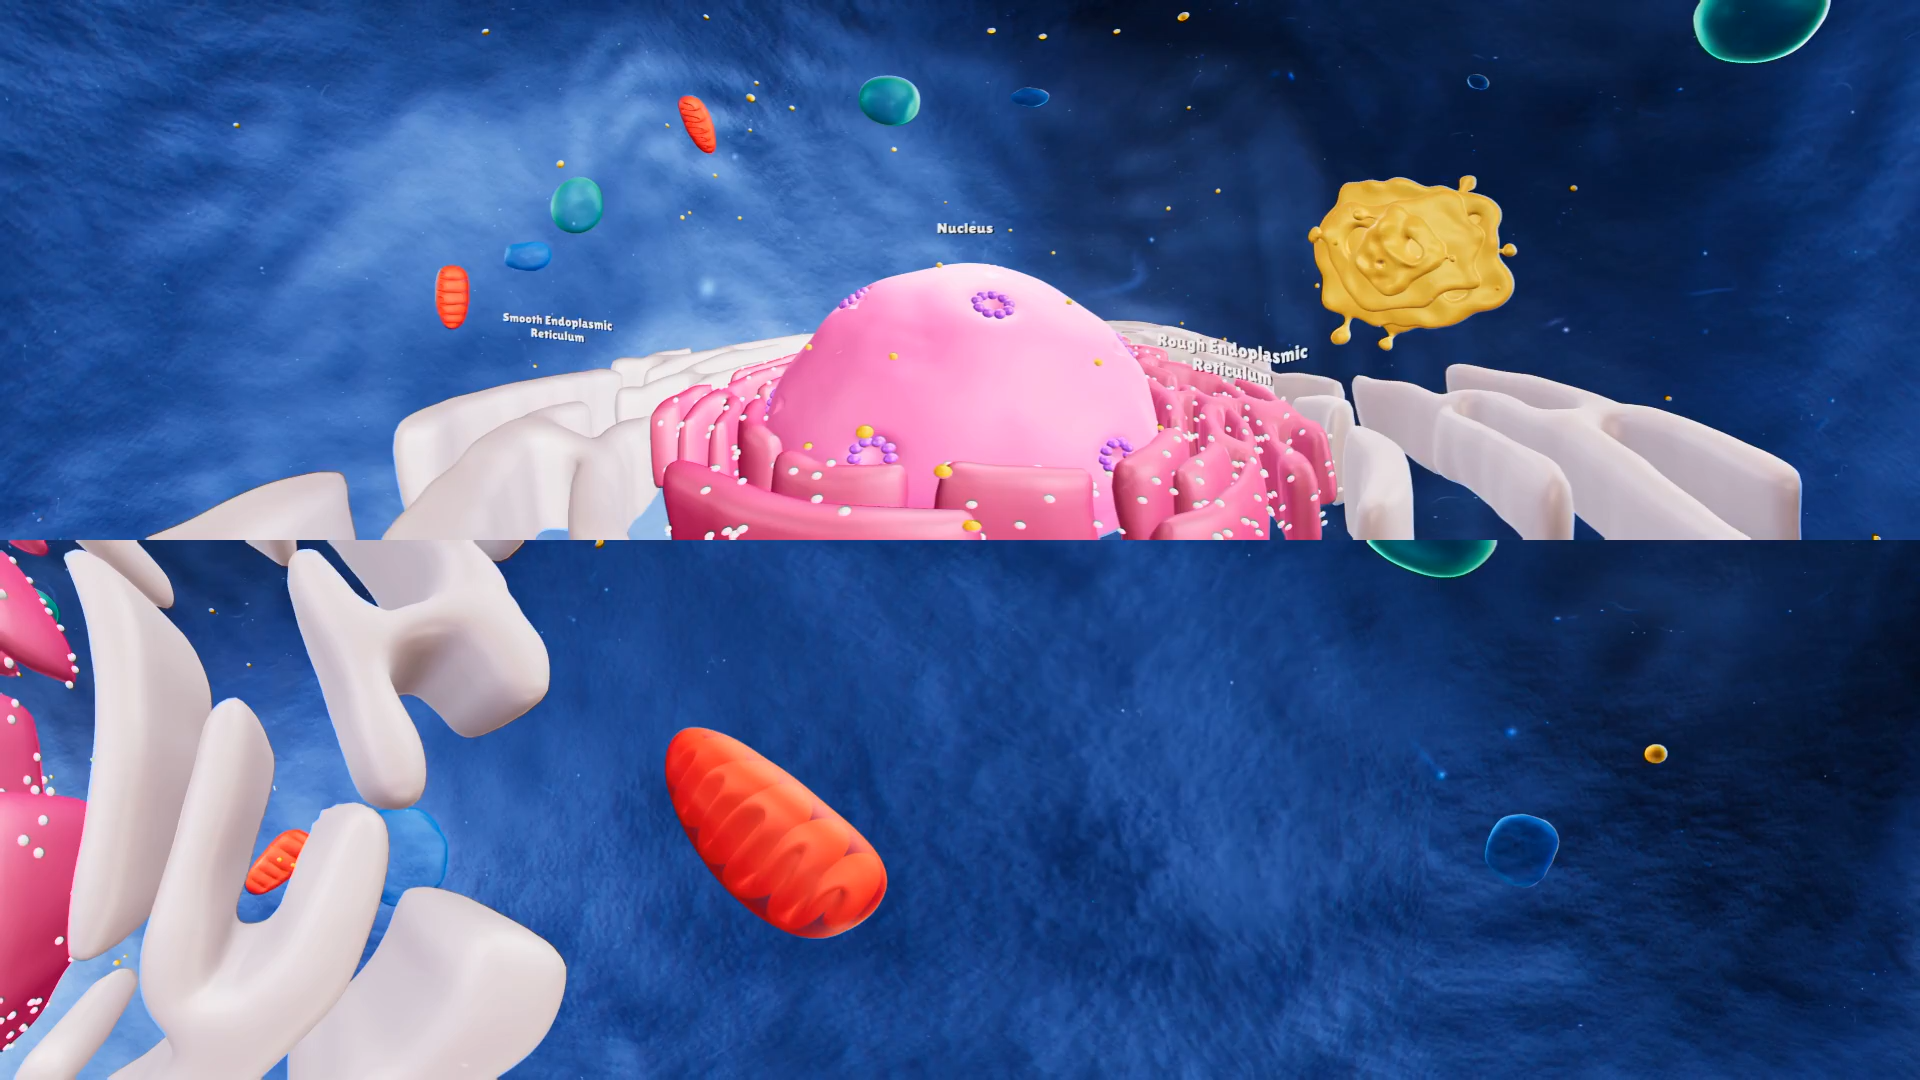 Nucleus
Smooth Endoplasmic
Reticulum
Rough Endoplasmic
Reticulum